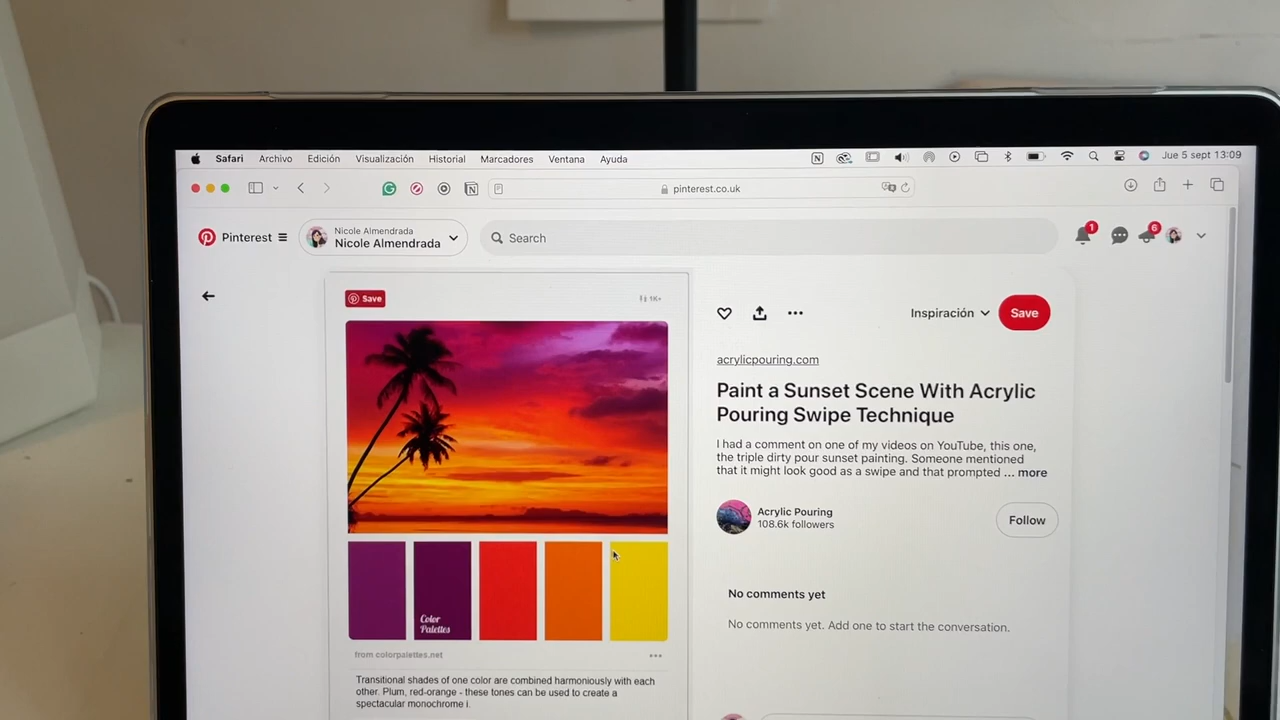 Safari Archivo Edición Visualización Historial Marcadores Ventana Ayuda Jue 5 sept 13:09
pinterest.co.uk
Pinterest
Nicole Almendrada
Nicole Almendrada
Search
1
6
Save
1K+
Inspiración
Save
acrylicpouring.com
Paint a Sunset Scene With Acrylic
Pouring Swipe Technique
I had a comment on one of my videos on YouTube, this one,
the triple dirty pour sunset painting. Someone mentioned
that it might look good as a swipe and that prompted ... more
Acrylic Pouring
108.6k followers
Follow
No comments yet
No comments yet. Add one to start the conversation.
Color
Palettes
from colorpalettes.net
Transitional shades of one color are combined harmoniously with each
other. Plum, red-orange - these tones can be used to create a
spectacular monochrome i.